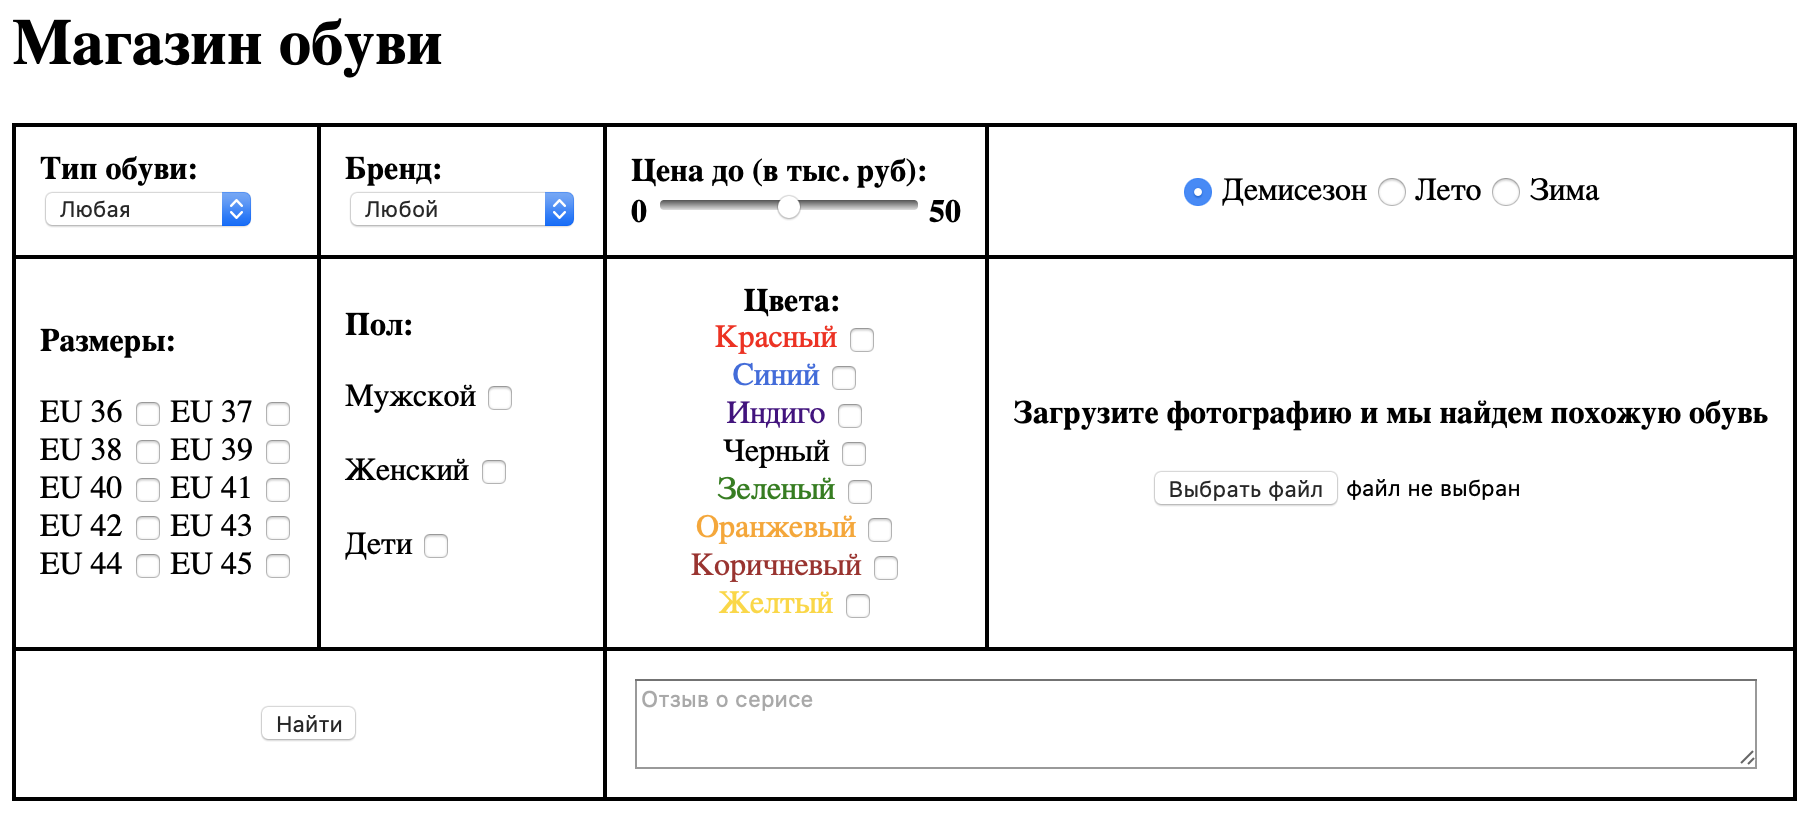 Магазин обуви
Тип обуви:
Любая
Бренд:
Любой
Цена до (в тыс. руб):
0 50
Демисезон Лето Зима
Размеры:
EU 36 EU 37
EU 38 EU 39
EU 40 EU 41
EU 42 EU 43
EU 44 EU 45
Пол:
Мужской
Женский
Дети
Цвета:
Красный
Синий
Индиго
Черный
Зеленый
Оранжевый
Коричневый
Желтый
Загрузите фотографию и мы найдем похожую обувь
Выбрать файл файл не выбран
Найти
Отзыв о серисе